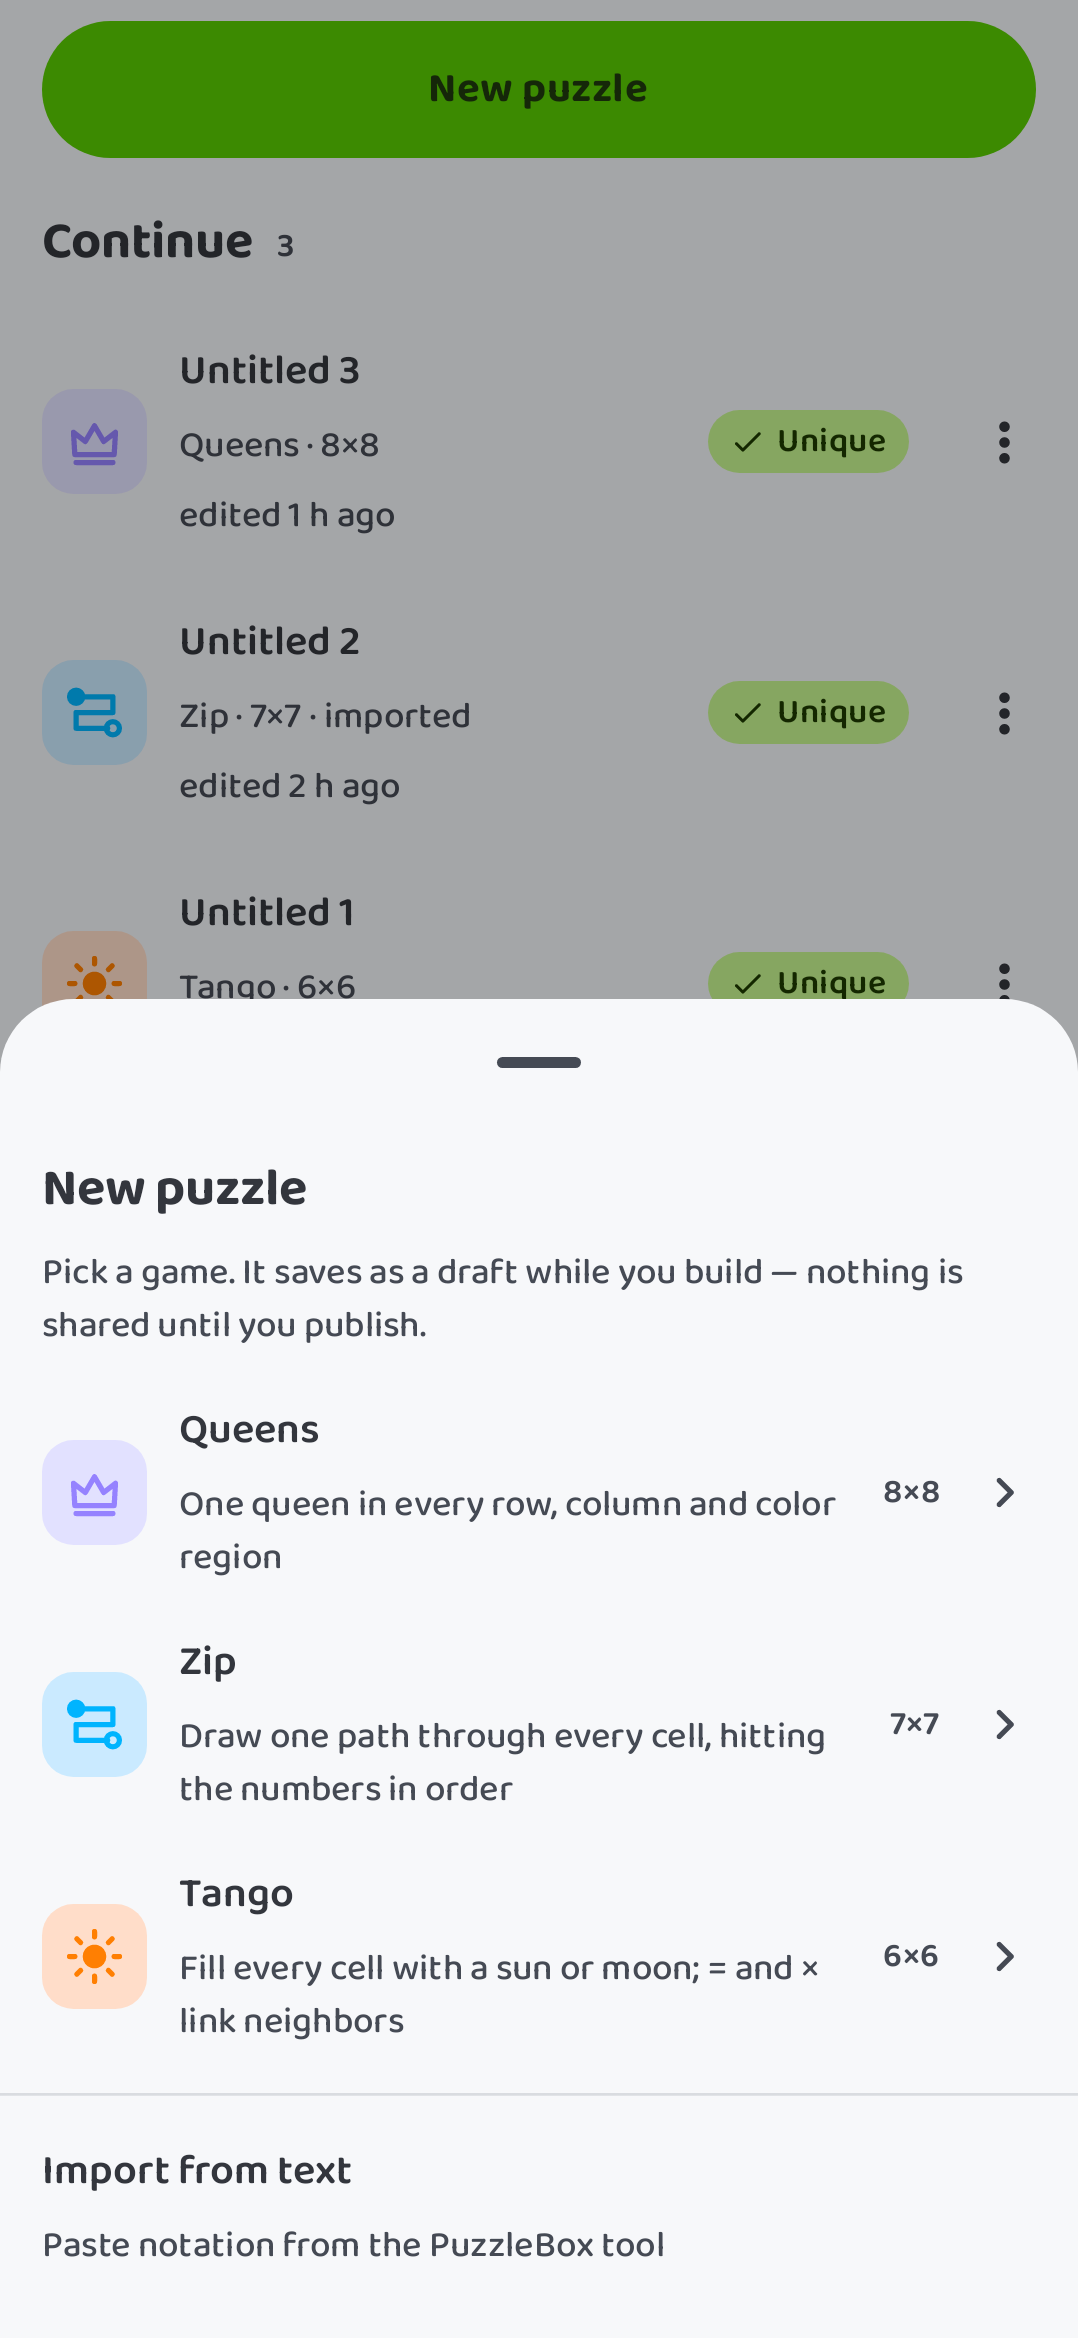 New puzzle
Continue 3
Untitled 3
Queens · 8×8
edited 1 h ago
Unique
Untitled 2
Zip · 7×7 · imported
edited 2 h ago
Unique
Untitled 1
Tango · 6×6
Unique
New puzzle
Pick a game. It saves as a draft while you build — nothing is
shared until you publish.
Queens
One queen in every row, column and color
region
8×8
Zip
Draw one path through every cell, hitting
the numbers in order
7×7
Tango
Fill every cell with a sun or moon; = and ×
link neighbors
6×6
Import from text
Paste notation from the PuzzleBox tool